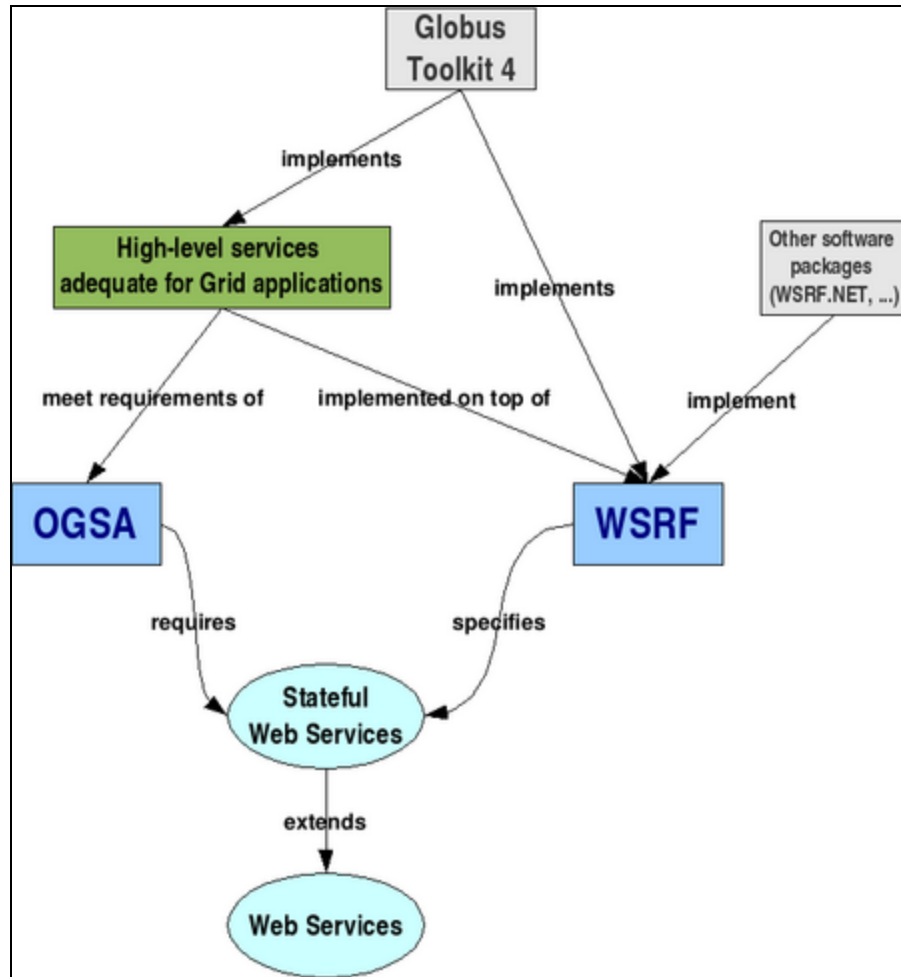 Globus
Toolkit 4
implements
High-level services
adequate for Grid applications
Other software
packages
(WSRF.NET, ...)
implements
meet requirements of
implemented on top of
implement
OGSA
WSRF
requires
specifies
Stateful
Web Services
extends
Web Services